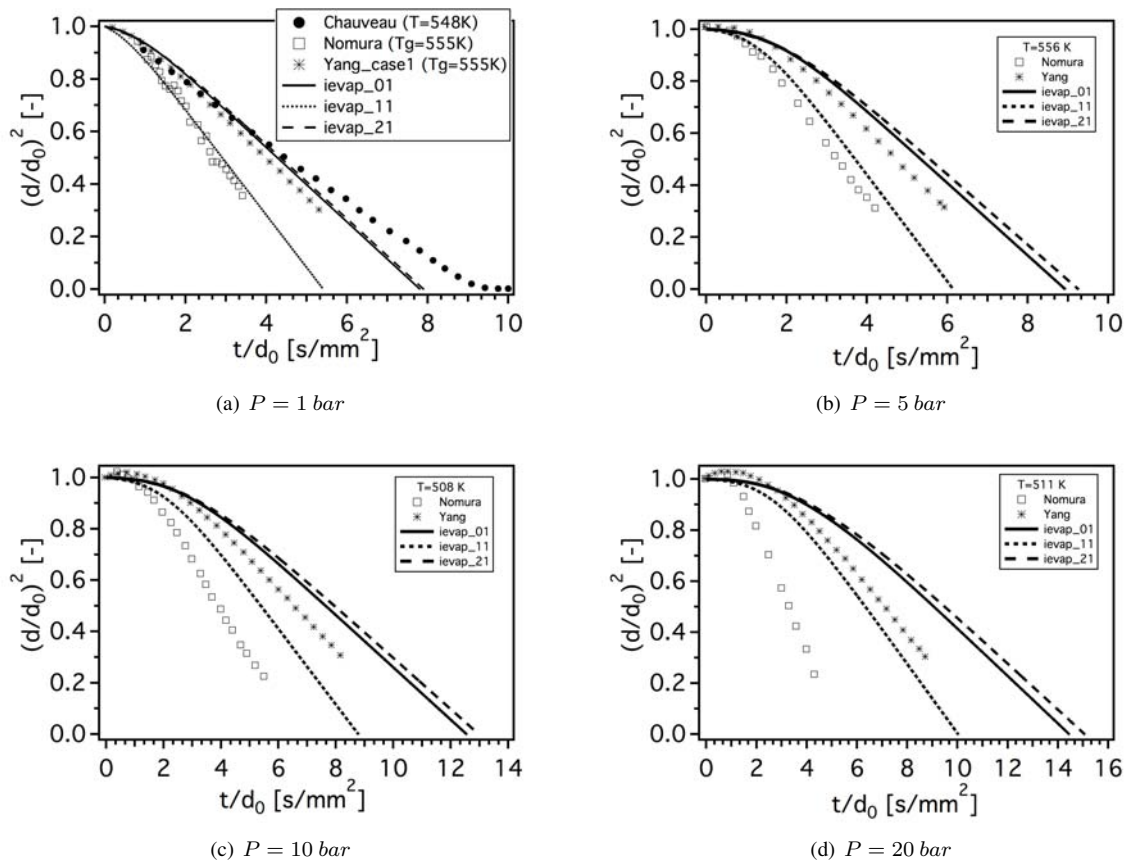 Chauveau (T=548K)
Nomura (Tg=555K)
Yang_case1 (Tg=555K)
ievap_01
ievap_11
ievap_21
1.0
0.8
0.6
0.4
0.2
0.0
(d/d0)² [-]
0 2 4 6 8 10
t/d0 [s/mm²]
(a) P = 1 bar
T=556 K
Nomura
Yang
ievap_01
ievap_11
ievap_21
1.0
0.8
0.6
0.4
0.2
0.0
(d/d0)² [-]
0 2 4 6 8 10
t/d0 [s/mm²]
(b) P = 5 bar
T=508 K
Nomura
Yang
ievap_01
ievap_11
ievap_21
1.0
0.8
0.6
0.4
0.2
0.0
(d/d0)² [-]
0 2 4 6 8 10 12 14
t/d0 [s/mm²]
(c) P = 10 bar
T=511 K
Nomura
Yang
ievap_01
ievap_11
ievap_21
1.0
0.8
0.6
0.4
0.2
0.0
(d/d0)² [-]
0 2 4 6 8 10 12 14 16
t/d0 [s/mm²]
(d) P = 20 bar